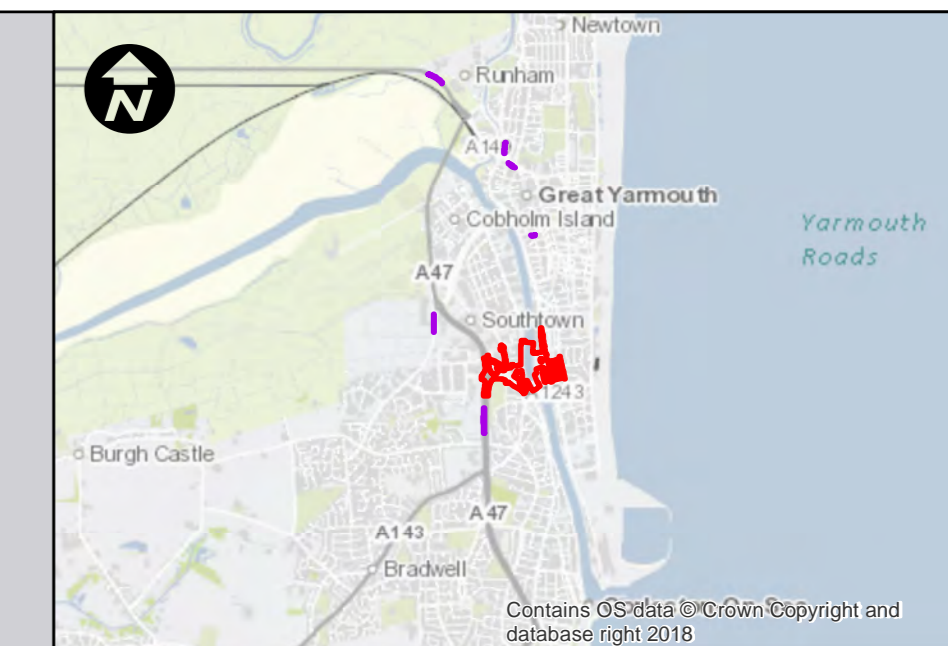 Newtown
N
Runham
Great Yarmouth
Cobholm Island
Yarmouth
Roads
A47
Southtown
A1243
Burgh Castle
A47
A143
Bradwell
Contains OS data © Crown Copyright and
database right 2018